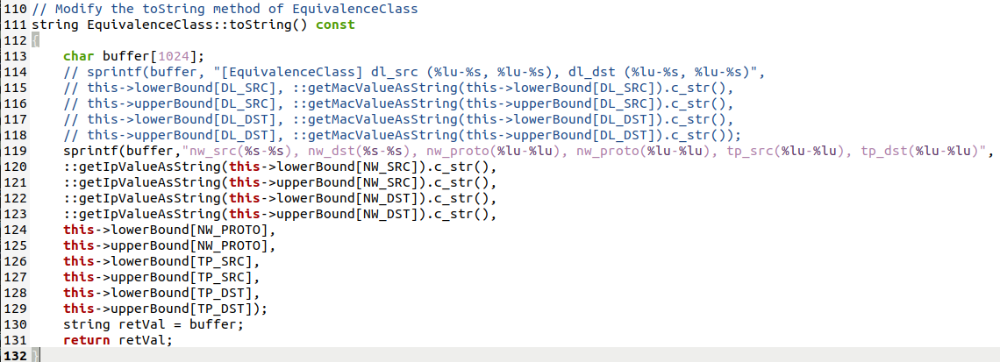 110 // Modify the toString method of EquivalenceClass
111 string EquivalenceClass::toString() const
112 {
113     char buffer[1024];
114     // sprintf(buffer, "[EquivalenceClass] dl_src (%lu-%s, %lu-%s), dl_dst (%lu-%s, %lu-%s)",
115     // this->lowerBound[DL_SRC], ::getMacValueAsString(this->lowerBound[DL_SRC]).c_str(),
116     // this->upperBound[DL_SRC], ::getMacValueAsString(this->upperBound[DL_SRC]).c_str(),
117     // this->lowerBound[DL_DST], ::getMacValueAsString(this->lowerBound[DL_DST]).c_str(),
118     // this->upperBound[DL_DST], ::getMacValueAsString(this->upperBound[DL_DST]).c_str());
119     sprintf(buffer,"nw_src(%s-%s), nw_dst(%s-%s), nw_proto(%lu-%lu), nw_proto(%lu-%lu), tp_src(%lu-%lu), tp_dst(%lu-%lu)",
120     ::getIpValueAsString(this->lowerBound[NW_SRC]).c_str(),
121     ::getIpValueAsString(this->upperBound[NW_SRC]).c_str(),
122     ::getIpValueAsString(this->lowerBound[NW_DST]).c_str(),
123     ::getIpValueAsString(this->upperBound[NW_DST]).c_str(),
124     this->lowerBound[NW_PROTO],
125     this->upperBound[NW_PROTO],
126     this->lowerBound[TP_SRC],
127     this->upperBound[TP_SRC],
128     this->lowerBound[TP_DST],
129     this->upperBound[TP_DST]);
130     string retVal = buffer;
131     return retVal;
132 }